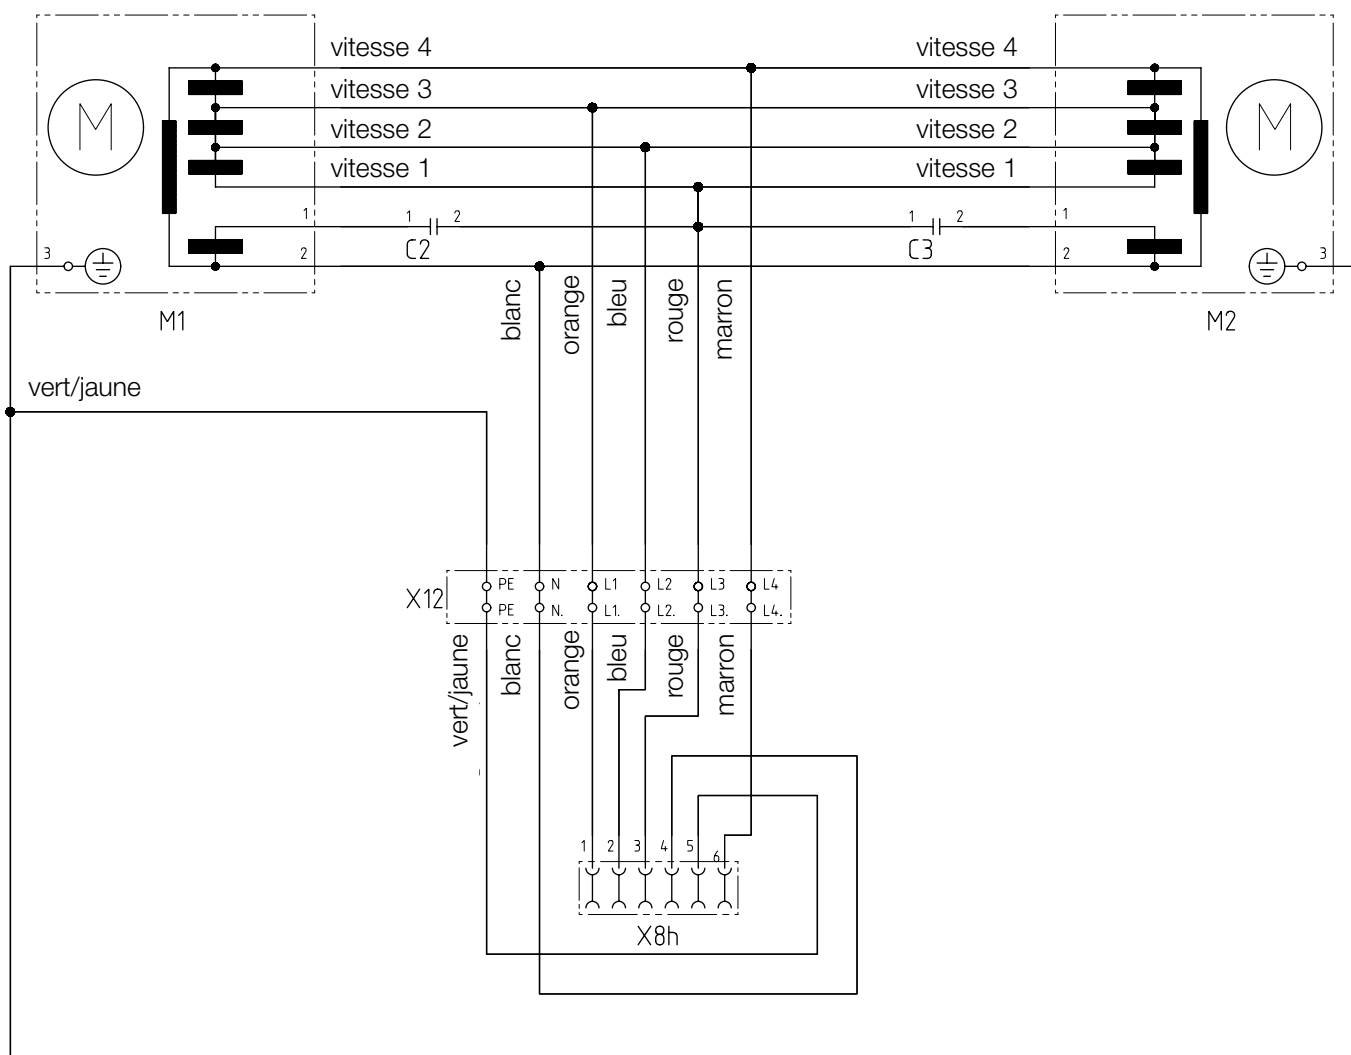 vitesse 4 vitesse 4
vitesse 3 vitesse 3
M M
vitesse 2 vitesse 2
vitesse 1 vitesse 1
1 1 2 1 2 1
3 2 C2 C3 2 3
M1 blanc orange bleu rouge marron M2
vert/jaune
X12 PE N L1 L2 L3 L4
PE N. L1. L2. L3. L4.
vert/jaune blanc orange bleu rouge marron
1 2 3 4 5 6
X8h